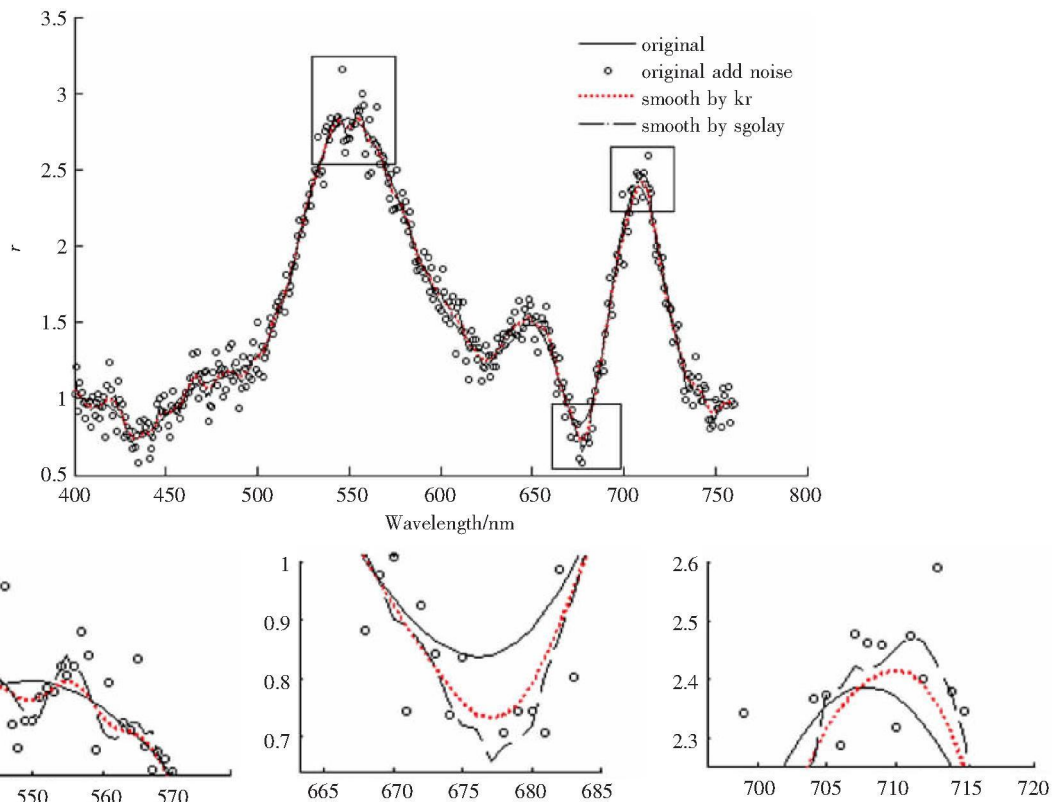 3.5
original
original add noise
smooth by kr
smooth by sgolay
3
2.5
r
2
1.5
1
0.5
400 450 500 550 600 650 700 750 800
Wavelength/nm
1
0.9
0.8
0.7
2.6
2.5
2.4
2.3
550 560 570
665 670 675 680 685
700 705 710 715 720